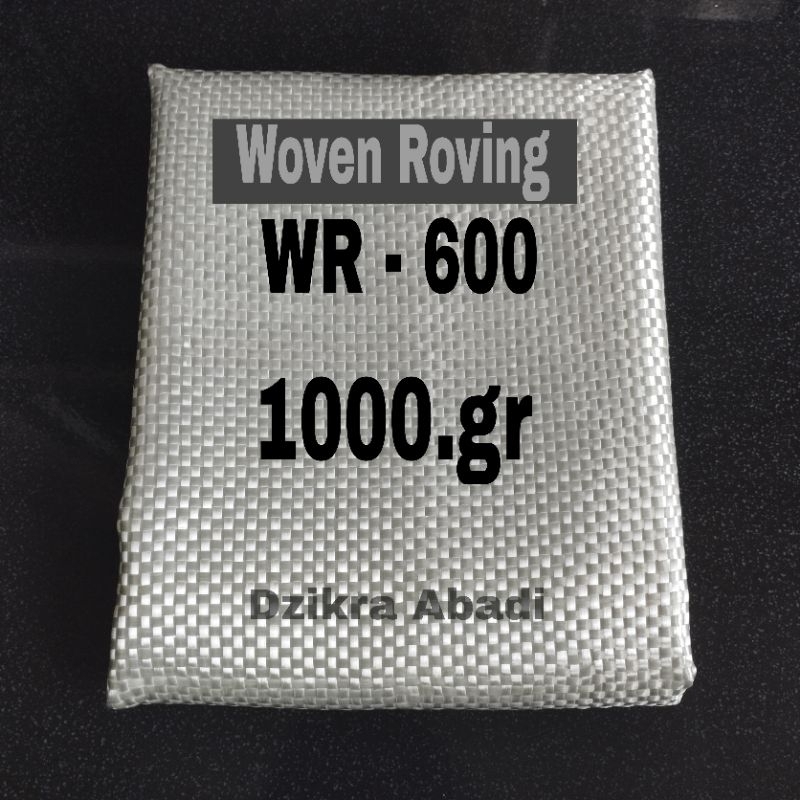 Woven Roving
WR - 600
1000.gr
Dzikra Abadi